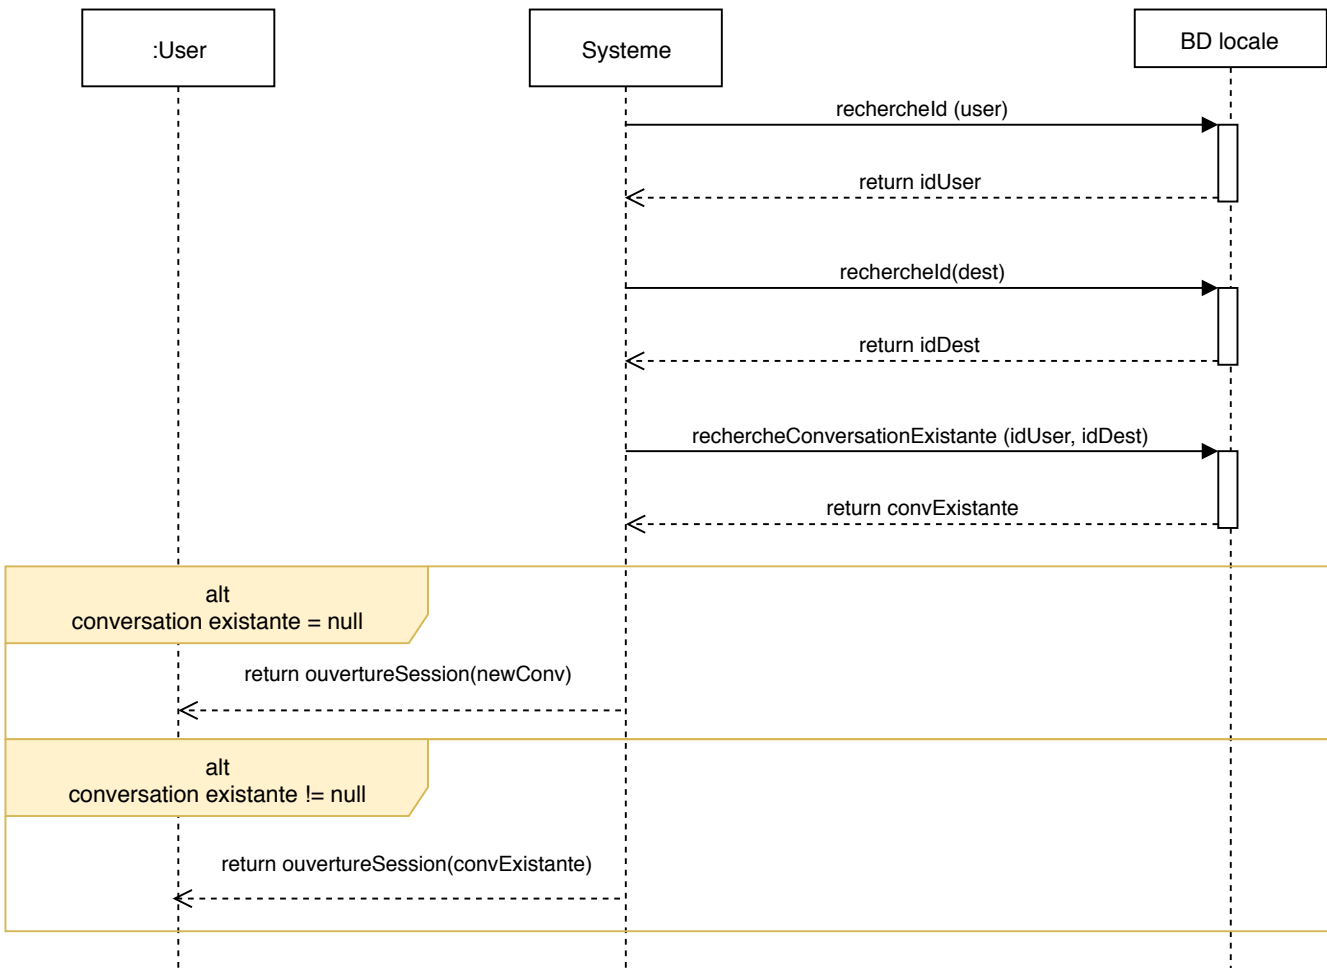 :User
Systeme
BD locale
rechercheId (user)
return idUser
rechercheId(dest)
return idDest
rechercheConversationExistante (idUser, idDest)
return convExistante
alt
conversation existante = null
return ouvertureSession(newConv)
alt
conversation existante != null
return ouvertureSession(convExistante)